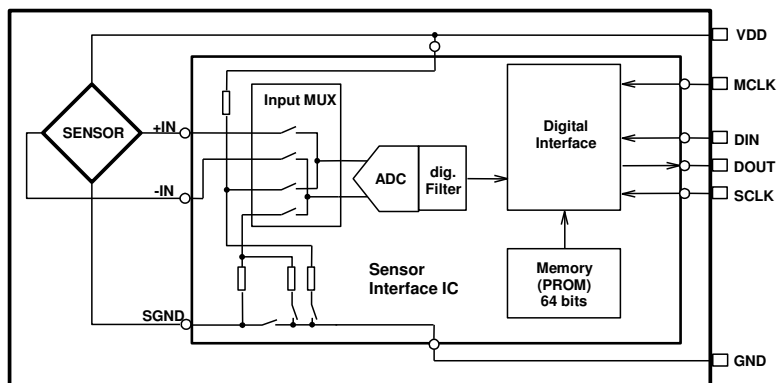 VDD
MCLK
Input MUX
+IN
SENSOR
Digital
Interface
DIN
DOUT
ADC
dig.
Filter
-IN
SCLK
Sensor
Interface IC
Memory
(PROM)
64 bits
SGND
GND